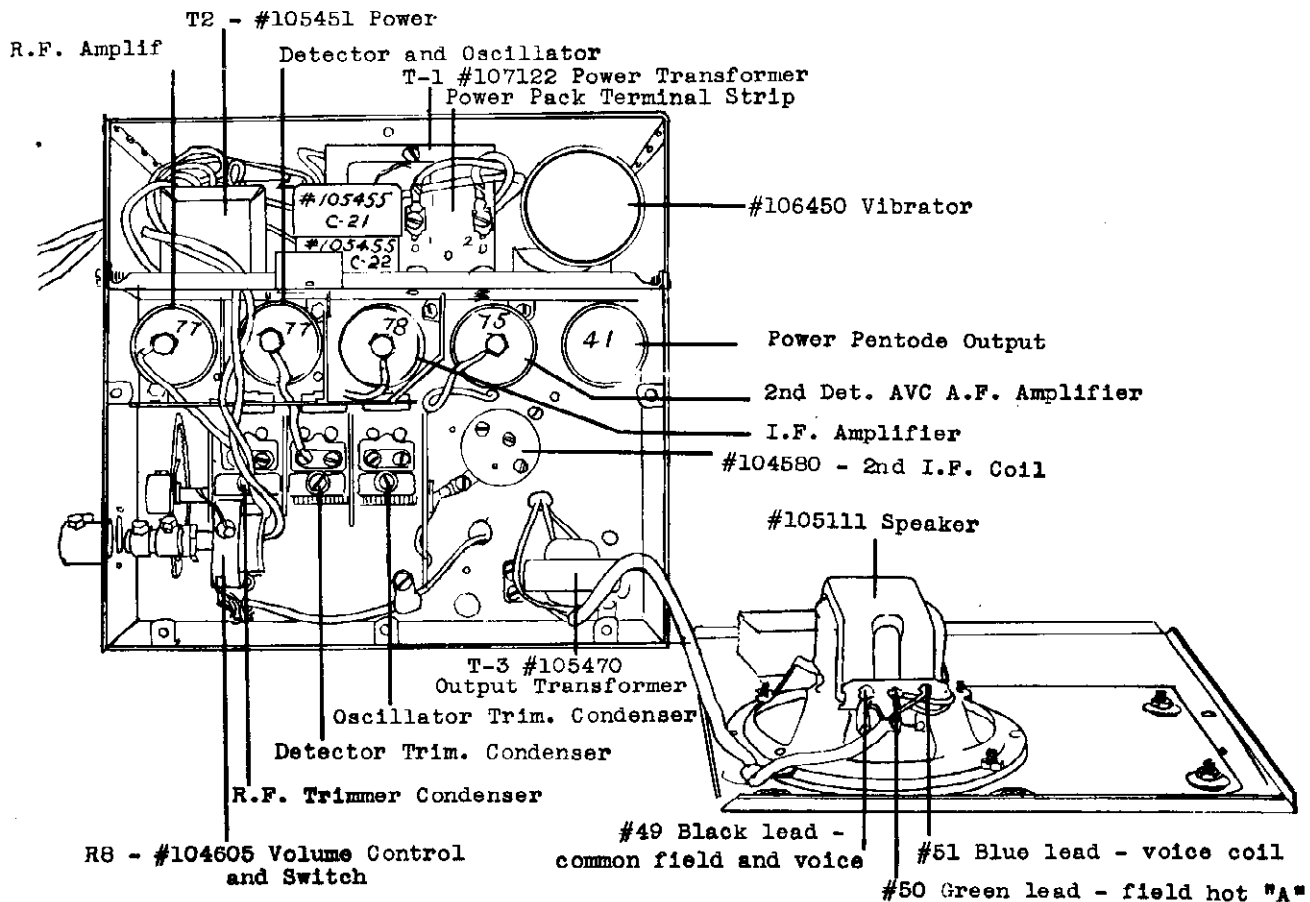 T2 - #105451 Power
R.F. Amplif
Detector and Oscillator
T-1 #107122 Power Transformer
Power Pack Terminal Strip
#105455
C-21
#105455
C-22
1
2
#106450 Vibrator
77
77
78
75
41
Power Pentode Output
2nd Det. AVC A.F. Amplifier
I.F. Amplifier
#104580 - 2nd I.F. Coil
#105111 Speaker
T-3 #105470
Output Transformer
Oscillator Trim. Condenser
Detector Trim. Condenser
R.F. Trimmer Condenser
R8 - #104605 Volume Control
and Switch
#49 Black lead -
common field and voice
#51 Blue lead - voice coil
#50 Green lead - field hot "A"